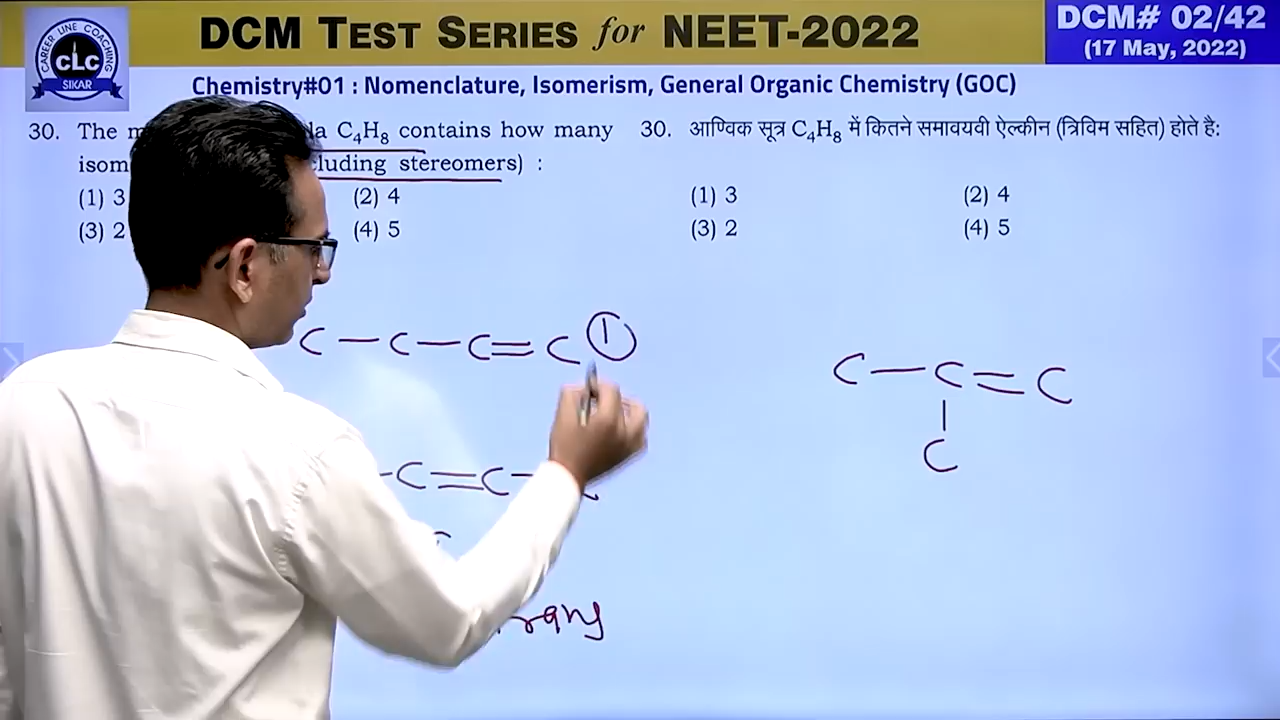 DCM TEST SERIES for NEET-2022
DCM# 02/42
(17 May, 2022)
CAREER LINE COACHING
CLC
SIKAR
Chemistry#01 : Nomenclature, Isomerism, General Organic Chemistry (GOC)
30. The C₄H₈ contains how many
stereomers) :
(1) 3
(2) 4
(3) 2
(4) 5
30. आण्विक सूत्र C₄H₈ में कितने समावयवी ऐल्कीन (त्रिविम सहित) होते है:
(1) 3
(2) 4
(3) 2
(4) 5
C – C – C = C ①
C = C
C – C = C
|
C